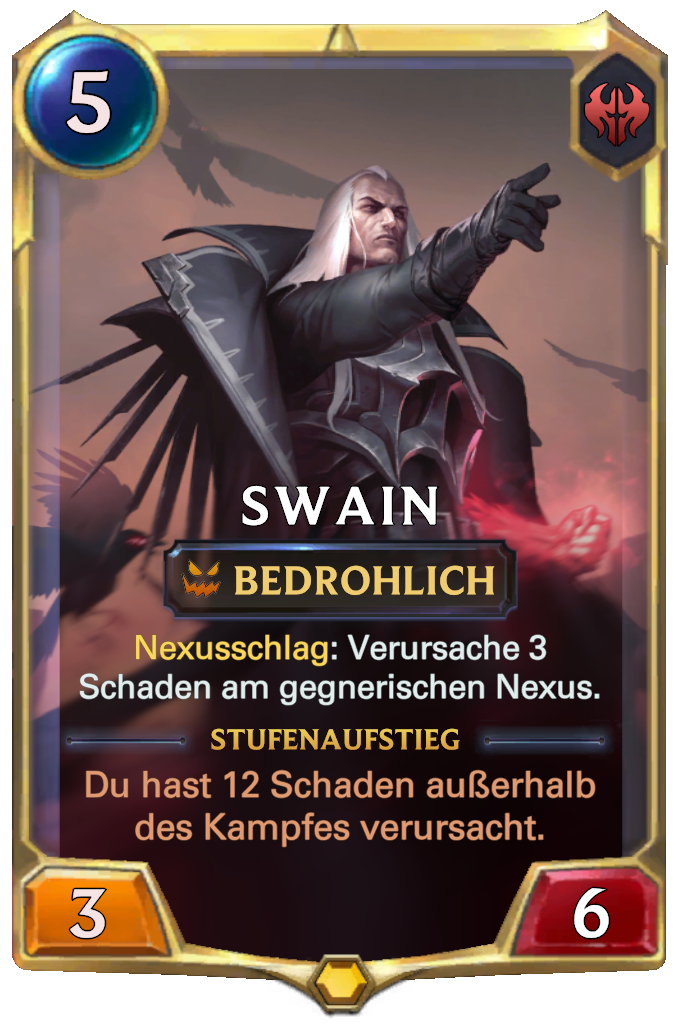 5
SWAIN
BEDROHLICH
Nexusschlag: Verursache 3
Schaden am gegnerischen Nexus.
STUFENAUFSTIEG
Du hast 12 Schaden außerhalb
des Kampfes verursacht.
3
6